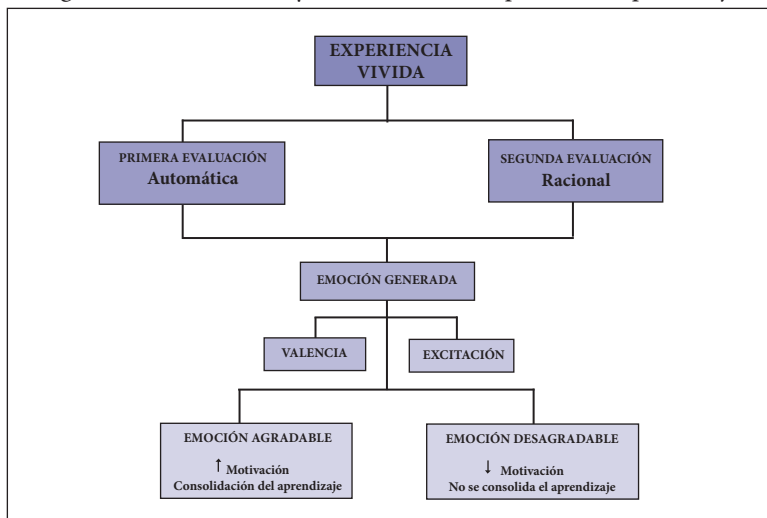 EXPERIENCIA
VIVIDA
PRIMERA EVALUACIÓN
Automática
SEGUNDA EVALUACIÓN
Racional
EMOCIÓN GENERADA
VALENCIA
EXCITACIÓN
EMOCIÓN AGRADABLE
↑ Motivación
Consolidación del aprendizaje
EMOCIÓN DESAGRADABLE
↓ Motivación
No se consolida el aprendizaje